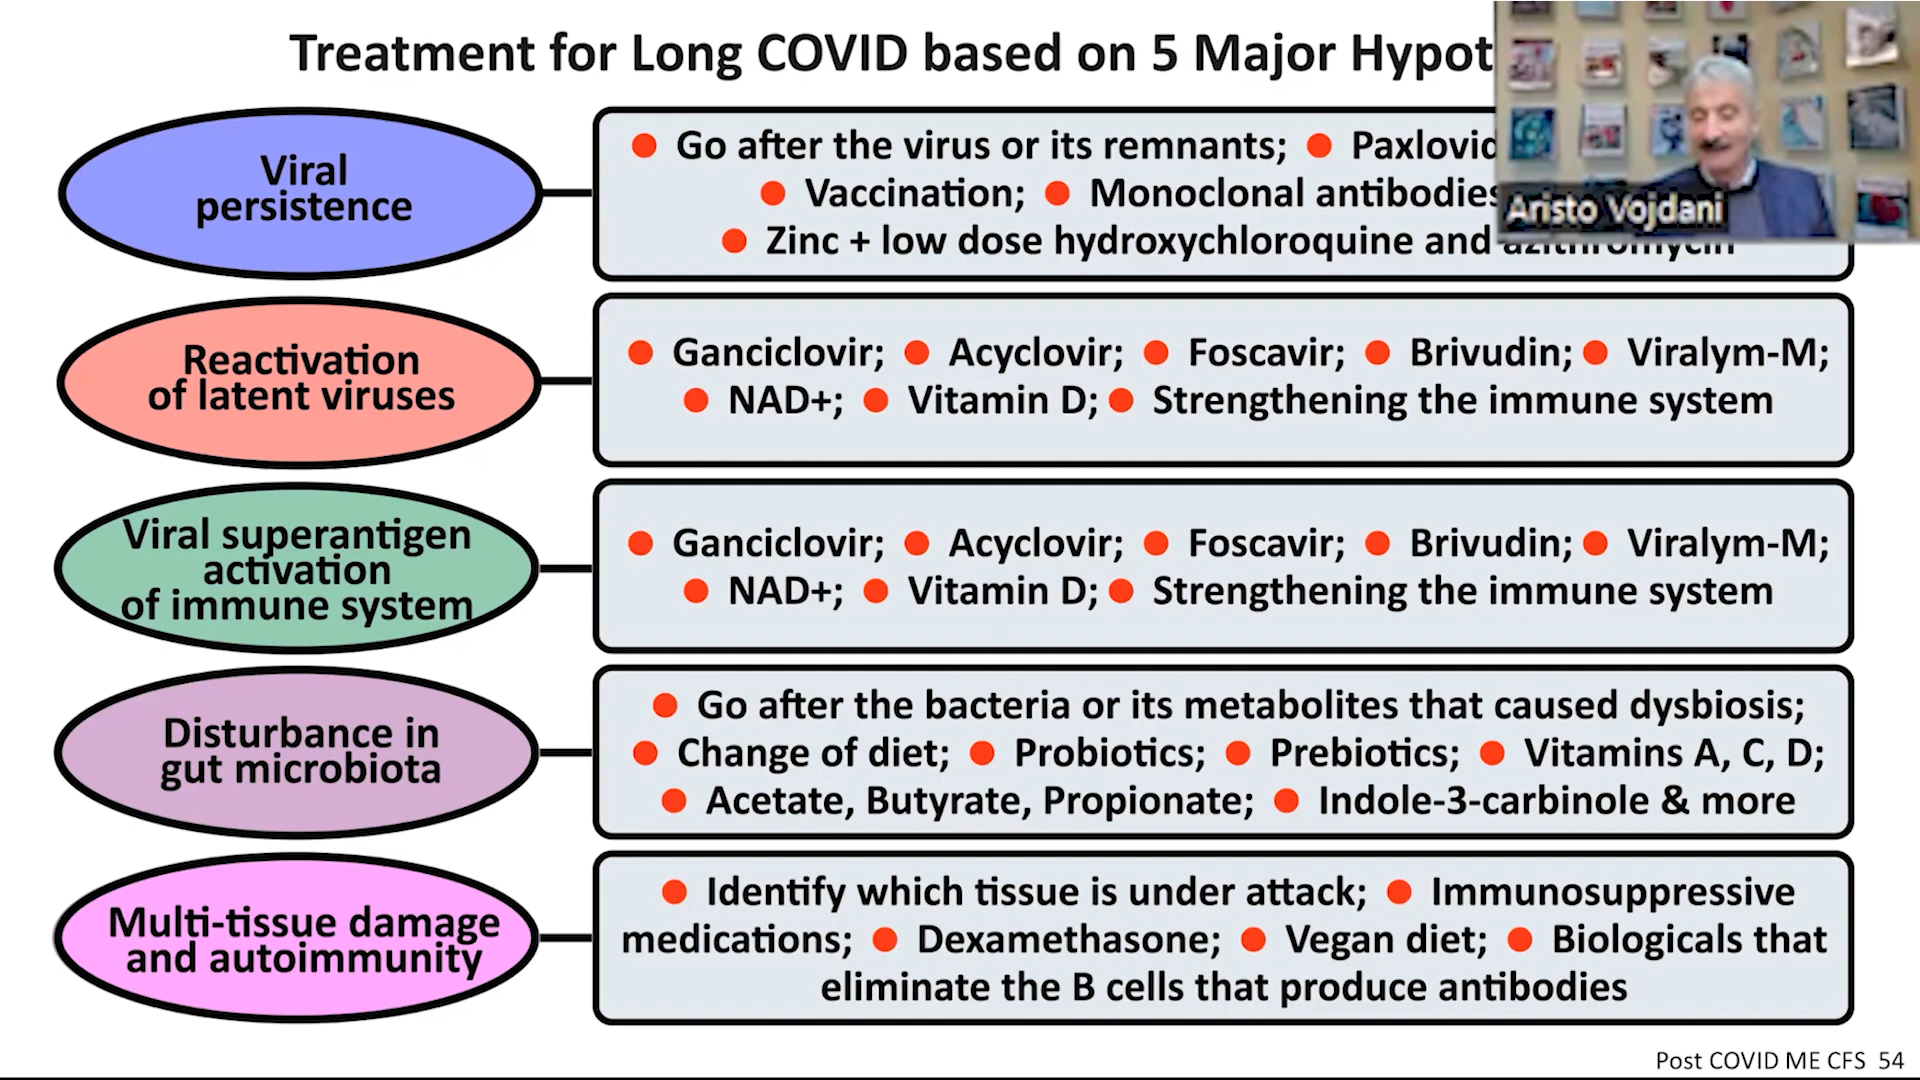 Treatment for Long COVID based on 5 Major Hypot
Aristo Vojdani
Viral
persistence
● Go after the virus or its remnants; ● Paxlovid
● Vaccination; ● Monoclonal antibodies
● Zinc + low dose hydroxychloroquine and azithromycin
Reactivation
of latent viruses
● Ganciclovir; ● Acyclovir; ● Foscavir; ● Brivudin; ● Viralym-M;
● NAD+; ● Vitamin D; ● Strengthening the immune system
Viral superantigen
activation
of immune system
● Ganciclovir; ● Acyclovir; ● Foscavir; ● Brivudin; ● Viralym-M;
● NAD+; ● Vitamin D; ● Strengthening the immune system
Disturbance in
gut microbiota
● Go after the bacteria or its metabolites that caused dysbiosis;
● Change of diet; ● Probiotics; ● Prebiotics; ● Vitamins A, C, D;
● Acetate, Butyrate, Propionate; ● Indole-3-carbinole & more
Multi-tissue damage
and autoimmunity
● Identify which tissue is under attack; ● Immunosuppressive
medications; ● Dexamethasone; ● Vegan diet; ● Biologicals that
eliminate the B cells that produce antibodies
Post COVID ME CFS 54